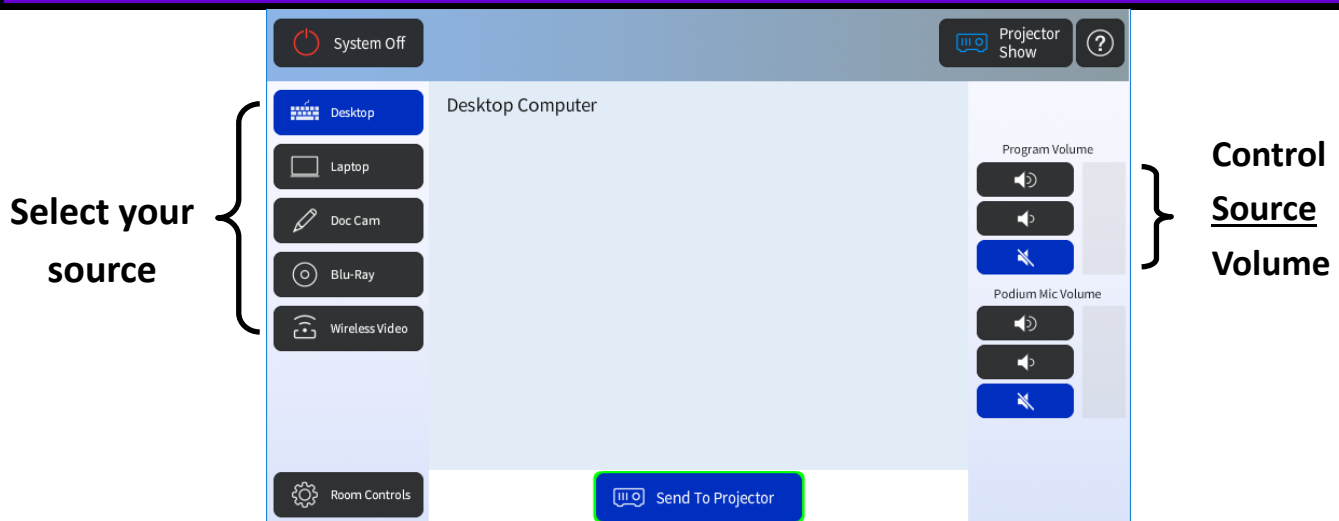 System Off
Projector
Show
?
Select your
source
Desktop
Laptop
Doc Cam
Blu-Ray
Wireless Video
Room Controls
Desktop Computer
Send To Projector
Program Volume
Podium Mic Volume
Control
Source
Volume